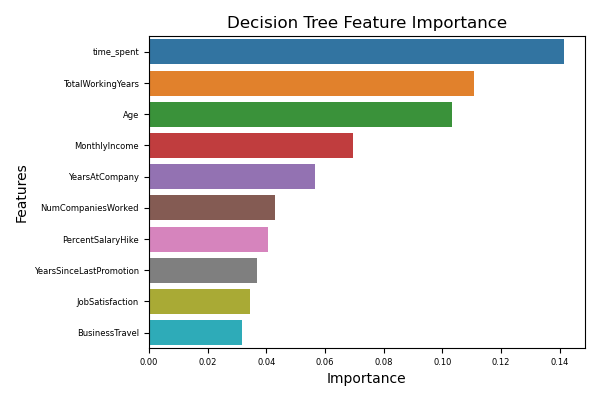 Decision Tree Feature Importance
Features
time_spent
TotalWorkingYears
Age
MonthlyIncome
YearsAtCompany
NumCompaniesWorked
PercentSalaryHike
YearsSinceLastPromotion
JobSatisfaction
BusinessTravel
0.00 0.02 0.04 0.06 0.08 0.10 0.12 0.14
Importance